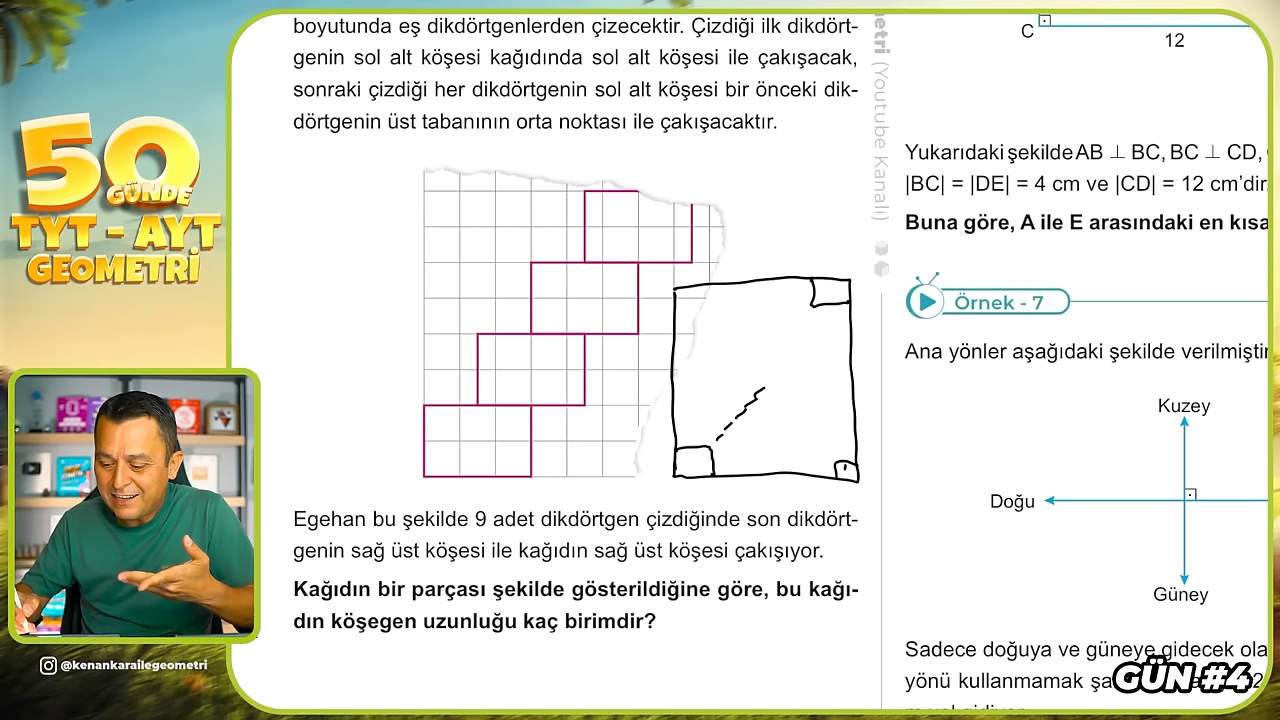 50
GÜNDE
TYT - AYT
GEOMETRİ
@kenankarailegeometri
boyutunda eş dikdörtgenlerden çizecektir. Çizdiği ilk dikdört-
genin sol alt köşesi kağıdında sol alt köşesi ile çakışacak,
sonraki çizdiği her dikdörtgenin sol alt köşesi bir önceki dik-
dörtgenin üst tabanının orta noktası ile çakışacaktır.
Egehan bu şekilde 9 adet dikdörtgen çizdiğinde son dikdört-
genin sağ üst köşesi ile kağıdın sağ üst köşesi çakışıyor.
Kağıdın bir parçası şekilde gösterildiğine göre, bu kağı-
dın köşegen uzunluğu kaç birimdir?
etri (Youtube Kanalı)
C
12
Yukarıdaki şekilde AB ⊥ BC, BC ⊥ CD,
|BC| = |DE| = 4 cm ve |CD| = 12 cm'dir
Buna göre, A ile E arasındaki en kısa
Örnek - 7
Ana yönler aşağıdaki şekilde verilmiştir
Kuzey
Doğu
Güney
Sadece doğuya ve güneye gidecek ola
yönü kullanmamak şa
GÜN #4